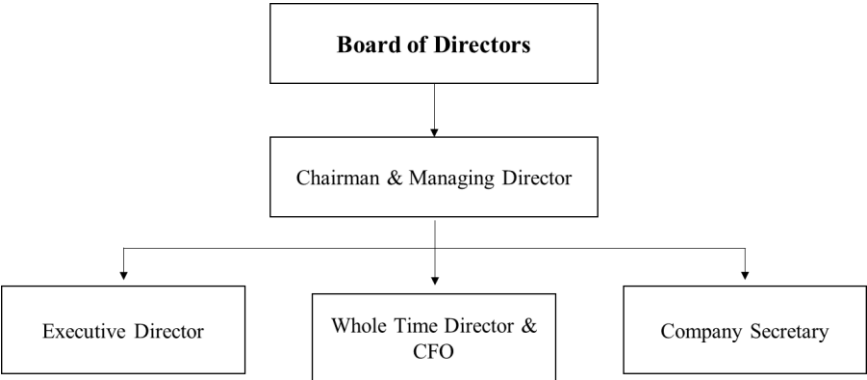 Board of Directors
Chairman & Managing Director
Executive Director
Whole Time Director &
CFO
Company Secretary